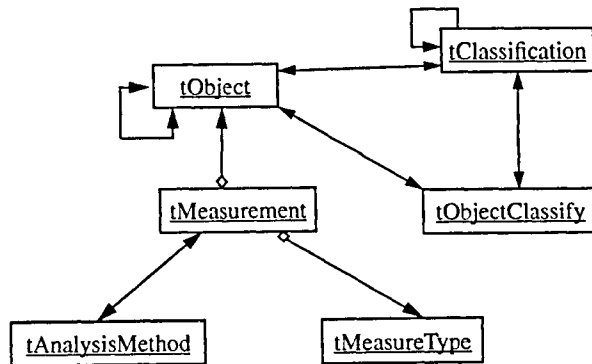 tClassification
tObject
tMeasurement
tObjectClassify
tAnalysisMethod
tMeasureType